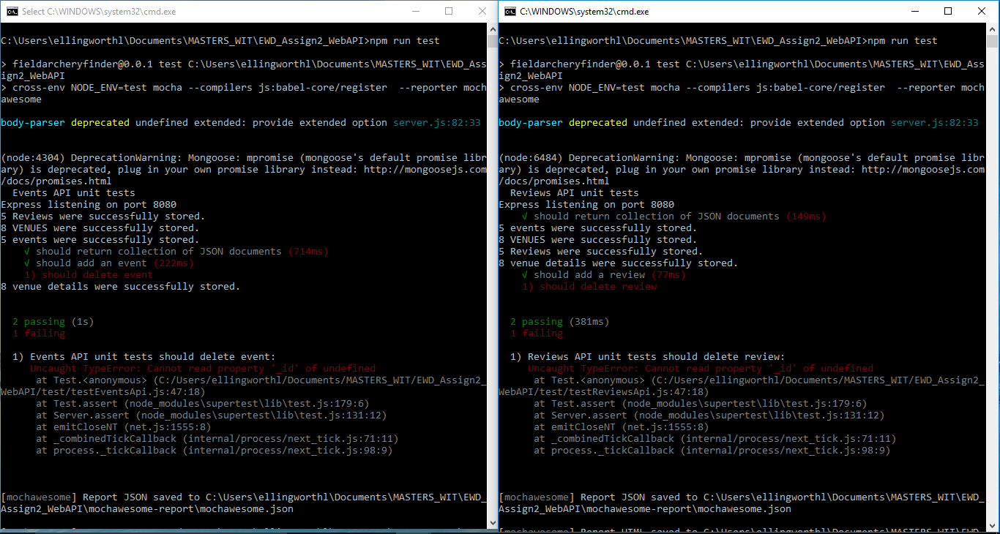 Select C:\WINDOWS\system32\cmd.exe
C:\Users\ellingworthl\Documents\MASTERS_WIT\EWD_Assign2_WebAPI>npm run test
> fieldarcheryfinder@0.0.1 test C:\Users\ellingworthl\Documents\MASTERS_WIT\EWD_Ass
ign2_WebAPI
> cross-env NODE_ENV=test mocha --compilers js:babel-core/register  --reporter moch
awesome
body-parser deprecated undefined extended: provide extended option server.js:82:33
(node:4304) DeprecationWarning: Mongoose: mpromise (mongoose's default promise libr
ary) is deprecated, plug in your own promise library instead: http://mongoosejs.com
/docs/promises.html
Events API unit tests
Express listening on port 8080
5 Reviews were successfully stored.
8 VENUES were successfully stored.
5 events were successfully stored.
√ should return collection of JSON documents (714ms)
√ should add an event (222ms)
1) should delete event
8 venue details were successfully stored.
2 passing (1s)
1 failing
1) Events API unit tests should delete event:
Uncaught TypeError: Cannot read property '_id' of undefined
at Test.<anonymous> (C:/Users/ellingworthl/Documents/MASTERS_WIT/EWD_Assign2_
WebAPI/test/testEventsApi.js:47:18)
at Test.assert (node_modules\supertest\lib\test.js:179:6)
at Server.assert (node_modules\supertest\lib\test.js:131:12)
at emitCloseNT (net.js:1555:8)
at _combinedTickCallback (internal/process/next_tick.js:71:11)
at process._tickCallback (internal/process/next_tick.js:98:9)
[mochawesome] Report JSON saved to C:\Users\ellingworthl\Documents\MASTERS_WIT\EWD_
Assign2_WebAPI\mochawesome-report\mochawesome.json
C:\WINDOWS\system32\cmd.exe
C:\Users\ellingworthl\Documents\MASTERS_WIT\EWD_Assign2_WebAPI>npm run test
> fieldarcheryfinder@0.0.1 test C:\Users\ellingworthl\Documents\MASTERS_WIT\EWD_Ass
ign2_WebAPI
> cross-env NODE_ENV=test mocha --compilers js:babel-core/register  --reporter moch
awesome
body-parser deprecated undefined extended: provide extended option server.js:82:33
(node:6484) DeprecationWarning: Mongoose: mpromise (mongoose's default promise libr
ary) is deprecated, plug in your own promise library instead: http://mongoosejs.com
/docs/promises.html
Reviews API unit tests
Express listening on port 8080
√ should return collection of JSON documents (149ms)
5 events were successfully stored.
8 VENUES were successfully stored.
5 Reviews were successfully stored.
8 venue details were successfully stored.
√ should add a review (77ms)
1) should delete review
2 passing (381ms)
1 failing
1) Reviews API unit tests should delete review:
Uncaught TypeError: Cannot read property '_id' of undefined
at Test.<anonymous> (C:/Users/ellingworthl/Documents/MASTERS_WIT/EWD_Assign2_
WebAPI/test/testReviewsApi.js:47:18)
at Test.assert (node_modules\supertest\lib\test.js:179:6)
at Server.assert (node_modules\supertest\lib\test.js:131:12)
at emitCloseNT (net.js:1555:8)
at _combinedTickCallback (internal/process/next_tick.js:71:11)
at process._tickCallback (internal/process/next_tick.js:98:9)
[mochawesome] Report JSON saved to C:\Users\ellingworthl\Documents\MASTERS_WIT\EWD_
Assign2_WebAPI\mochawesome-report\mochawesome.json
[mochawesome] Report HTML saved to C:\Users\ellingworthl\Documents\MASTERS_WIT\EWD_